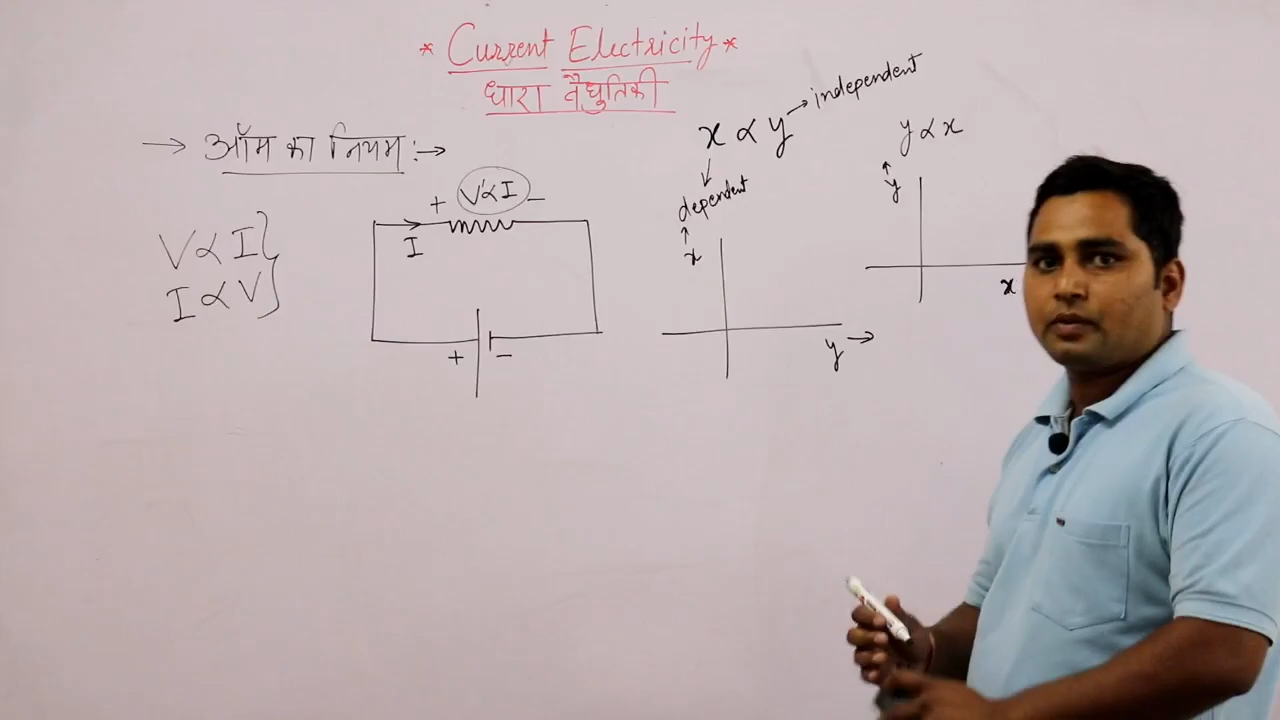 * Current Electricity *
धारा वैधुतिकी
→ ऑम का नियम :→
V∝I
I∝V
+ V∝I -
I
+ -
x ∝ y → independent
dependent
x
y →
y ∝ x
y
x